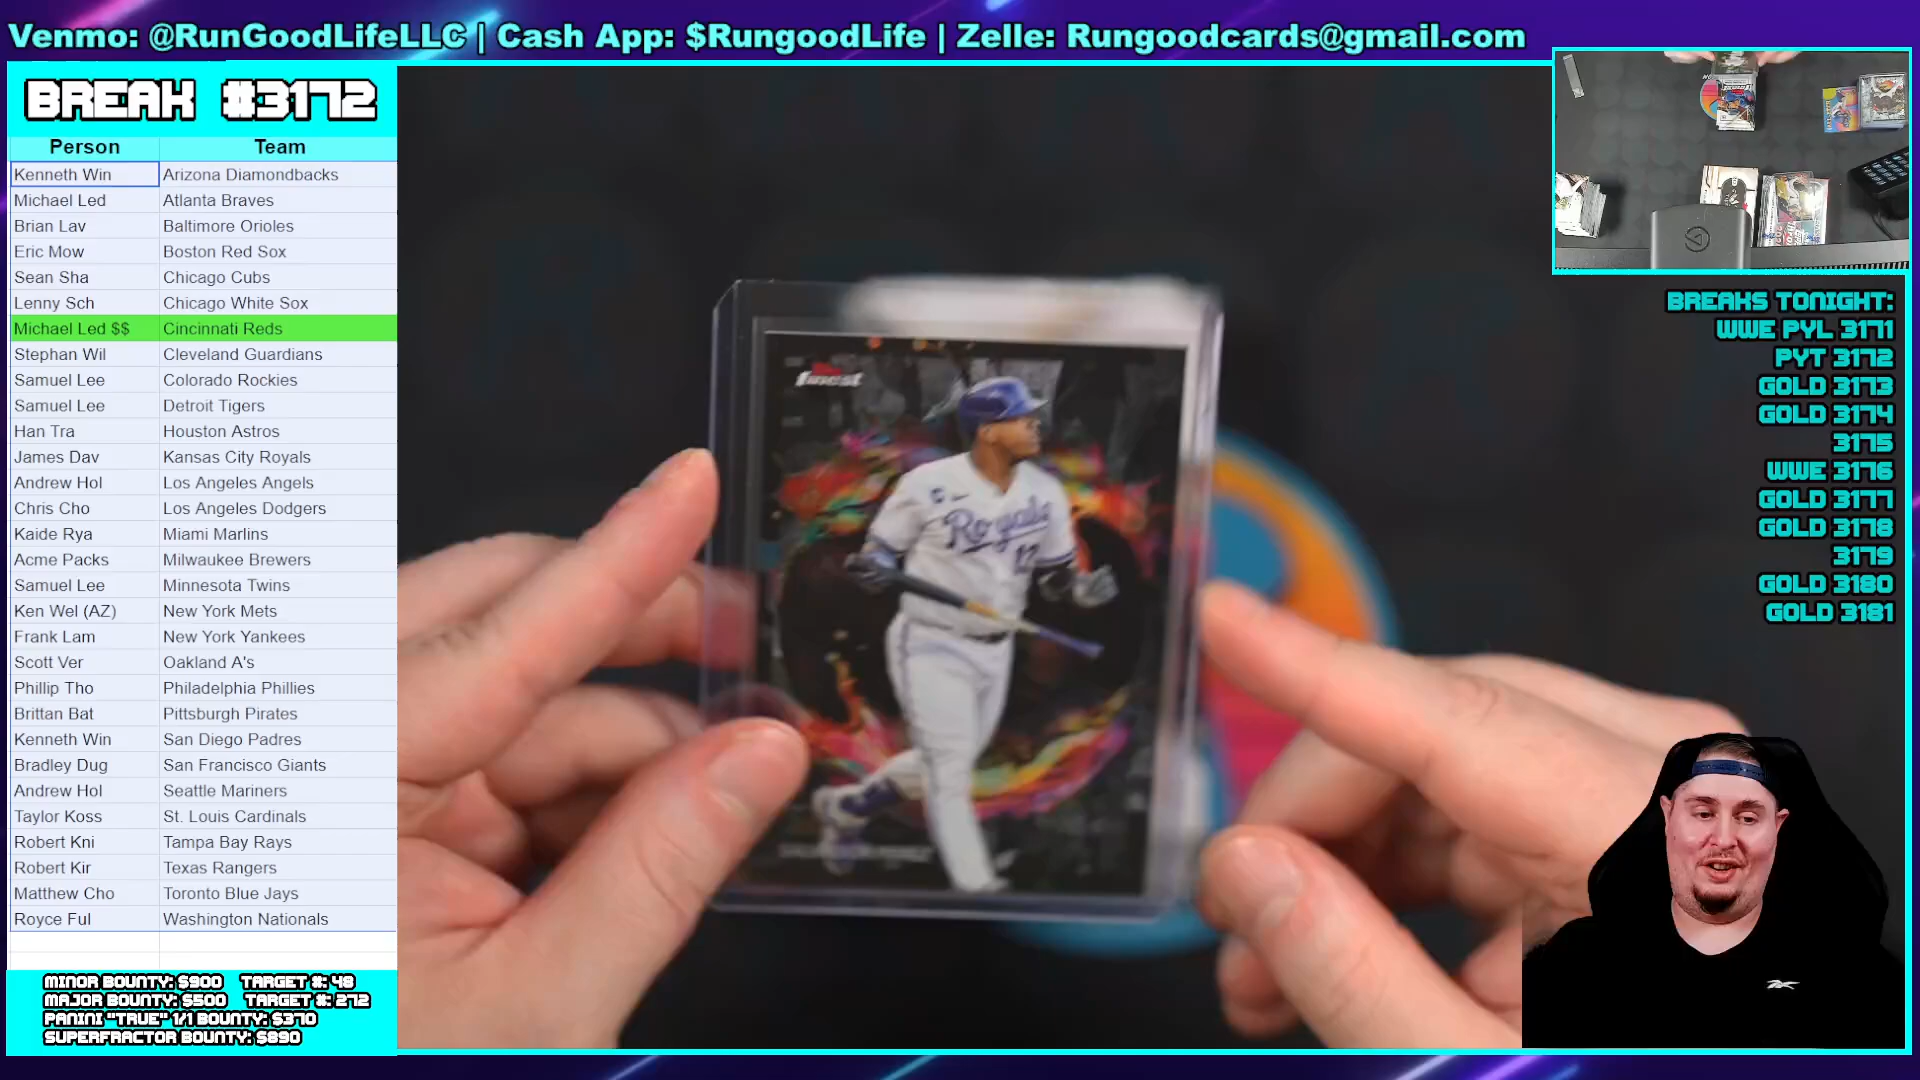 Venmo: @RunGoodLifeLLC | Cash App: $RungoodLife | Zelle: Rungoodcards@gmail.com
BREAK #3172
Person Team
Kenneth Win Arizona Diamondbacks
Michael Led Atlanta Braves
Brian Lav Baltimore Orioles
Eric Mow Boston Red Sox
Sean Sha Chicago Cubs
Lenny Sch Chicago White Sox
Michael Led $$ Cincinnati Reds
Stephan Wil Cleveland Guardians
Samuel Lee Colorado Rockies
Samuel Lee Detroit Tigers
Han Tra Houston Astros
James Dav Kansas City Royals
Andrew Hol Los Angeles Angels
Chris Cho Los Angeles Dodgers
Kaide Rya Miami Marlins
Acme Packs Milwaukee Brewers
Samuel Lee Minnesota Twins
Ken Wel (AZ) New York Mets
Frank Lam New York Yankees
Scott Ver Oakland A's
Phillip Tho Philadelphia Phillies
Brittan Bat Pittsburgh Pirates
Kenneth Win San Diego Padres
Bradley Dug San Francisco Giants
Andrew Hol Seattle Mariners
Taylor Koss St. Louis Cardinals
Robert Kni Tampa Bay Rays
Robert Kir Texas Rangers
Matthew Cho Toronto Blue Jays
Royce Ful Washington Nationals
MINOR BOUNTY: $900 TARGET #: 48
MAJOR BOUNTY: $500 TARGET #: 272
PANINI "TRUE" 1/1 BOUNTY: $370
SUPERFRACTOR BOUNTY: $890
finest
Royals
BREAKS TONIGHT:
WWE PYL 3171
PYT 3172
GOLD 3173
GOLD 3174
3175
WWE 3176
GOLD 3177
GOLD 3178
3179
GOLD 3180
GOLD 3181